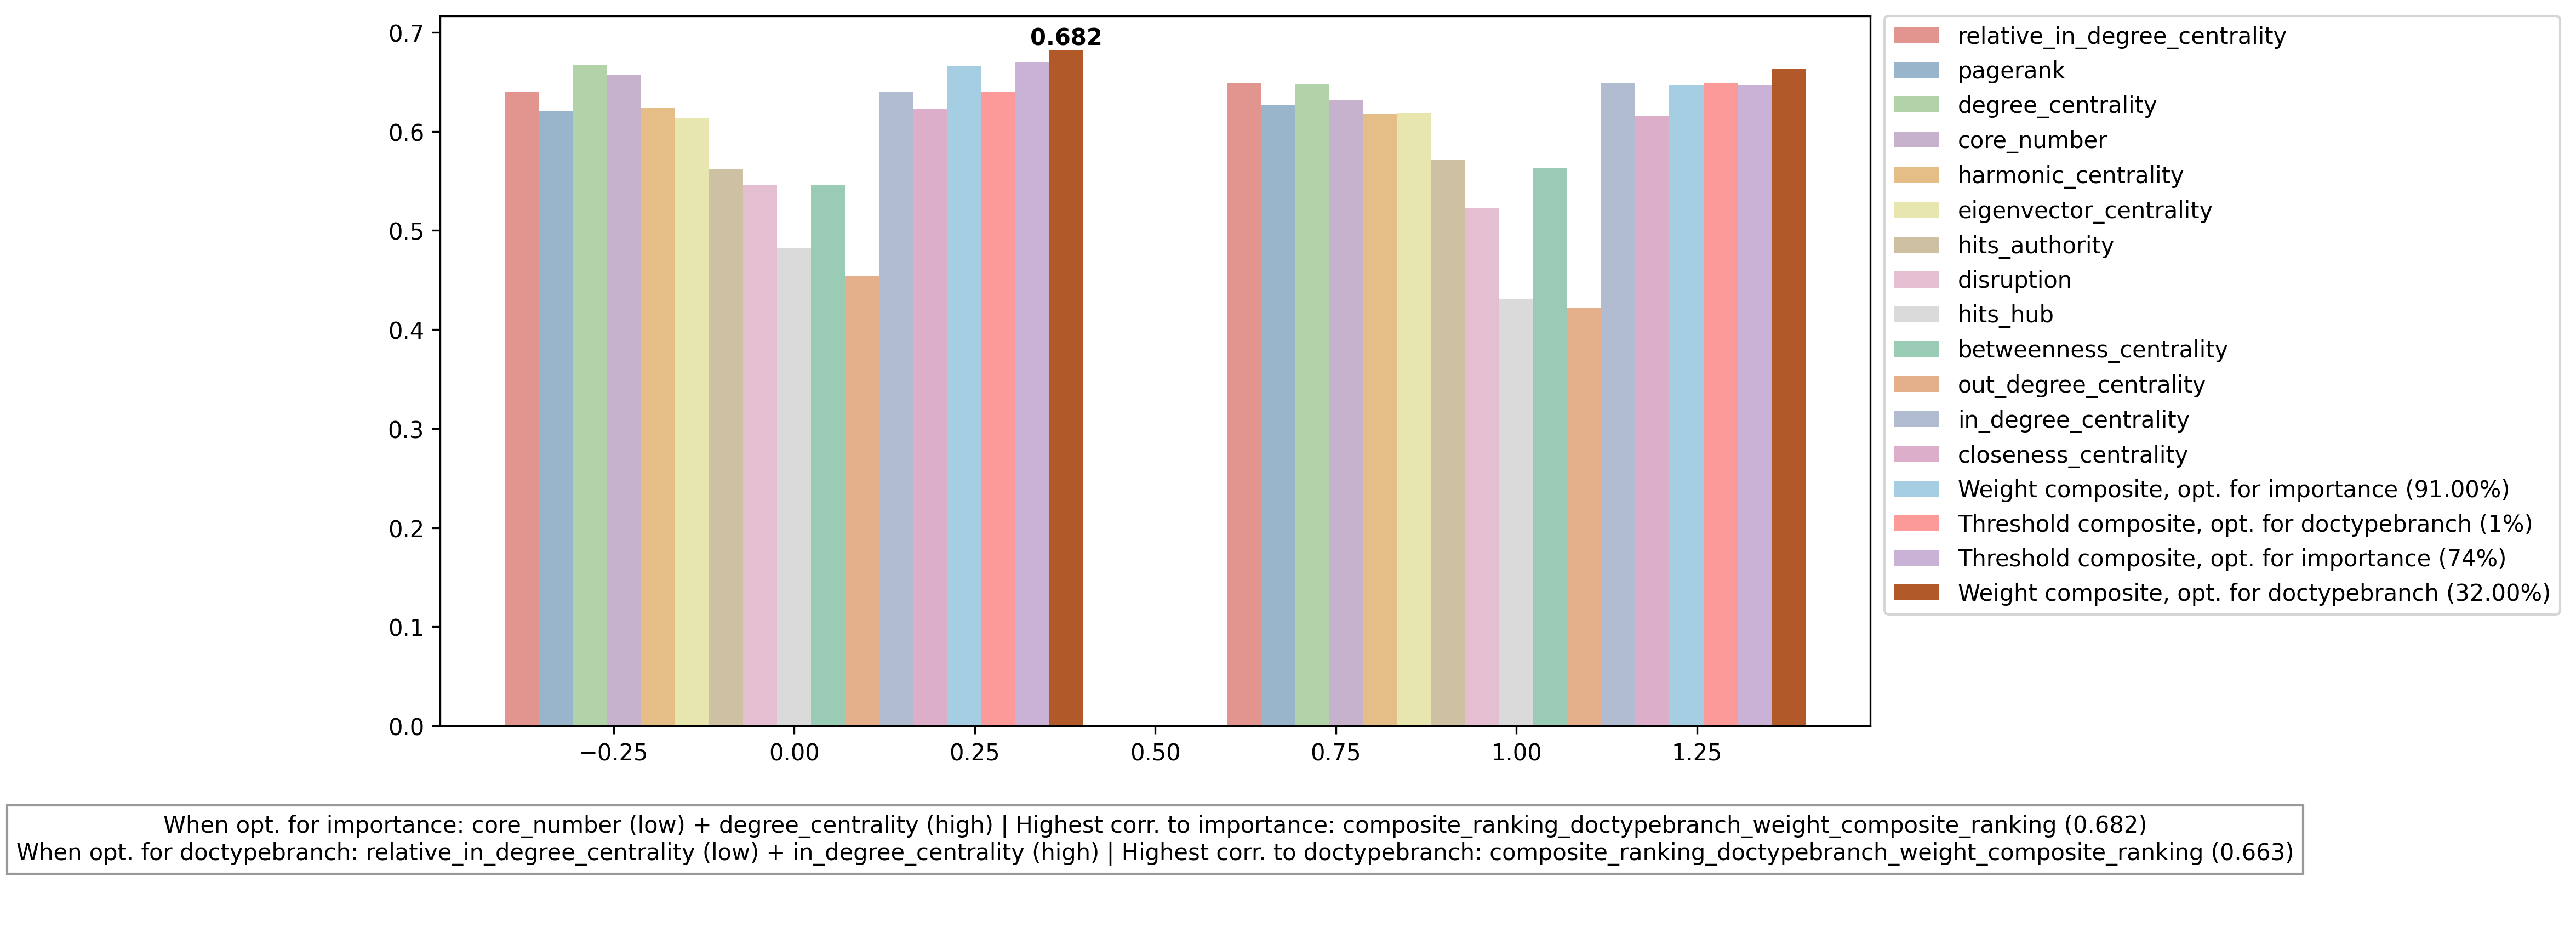 0.682
0.7
0.6
0.5
0.4
0.3
0.2
0.1
0.0
−0.25
0.00
0.25
0.50
0.75
1.00
1.25
relative_in_degree_centrality
pagerank
degree_centrality
core_number
harmonic_centrality
eigenvector_centrality
hits_authority
disruption
hits_hub
betweenness_centrality
out_degree_centrality
in_degree_centrality
closeness_centrality
Weight composite, opt. for importance (91.00%)
Threshold composite, opt. for doctypebranch (1%)
Threshold composite, opt. for importance (74%)
Weight composite, opt. for doctypebranch (32.00%)
When opt. for importance: core_number (low) + degree_centrality (high) | Highest corr. to importance: composite_ranking_doctypebranch_weight_composite_ranking (0.682)
When opt. for doctypebranch: relative_in_degree_centrality (low) + in_degree_centrality (high) | Highest corr. to doctypebranch: composite_ranking_doctypebranch_weight_composite_ranking (0.663)